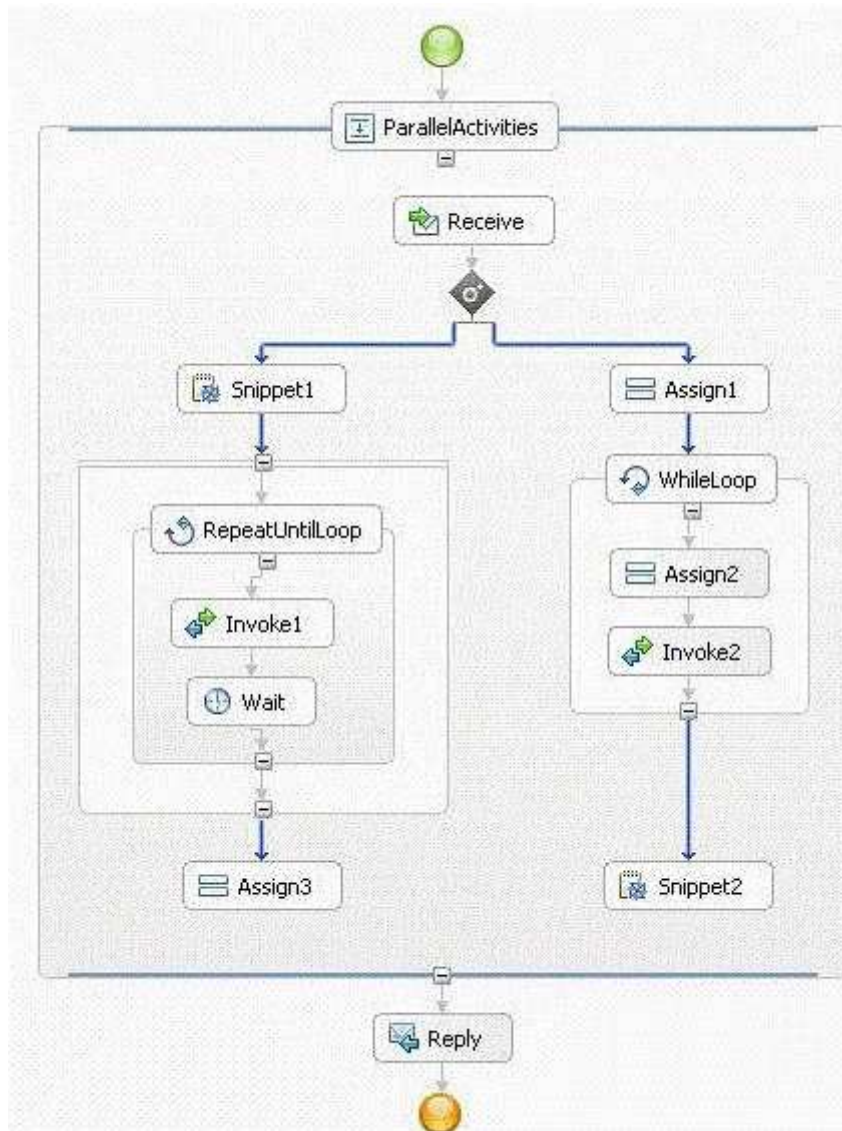 ParallelActivities
Receive
Snippet1
Assign1
WhileLoop
RepeatUntilLoop
Assign2
Invoke1
Invoke2
Wait
Assign3
Snippet2
Reply